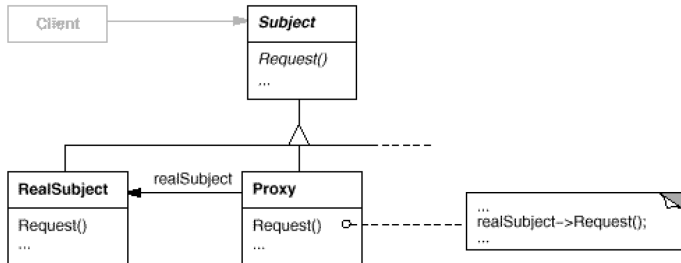 Client
Subject
Request()
...
realSubject
RealSubject
Request()
...
Proxy
Request()
...
...
realSubject->Request();
...